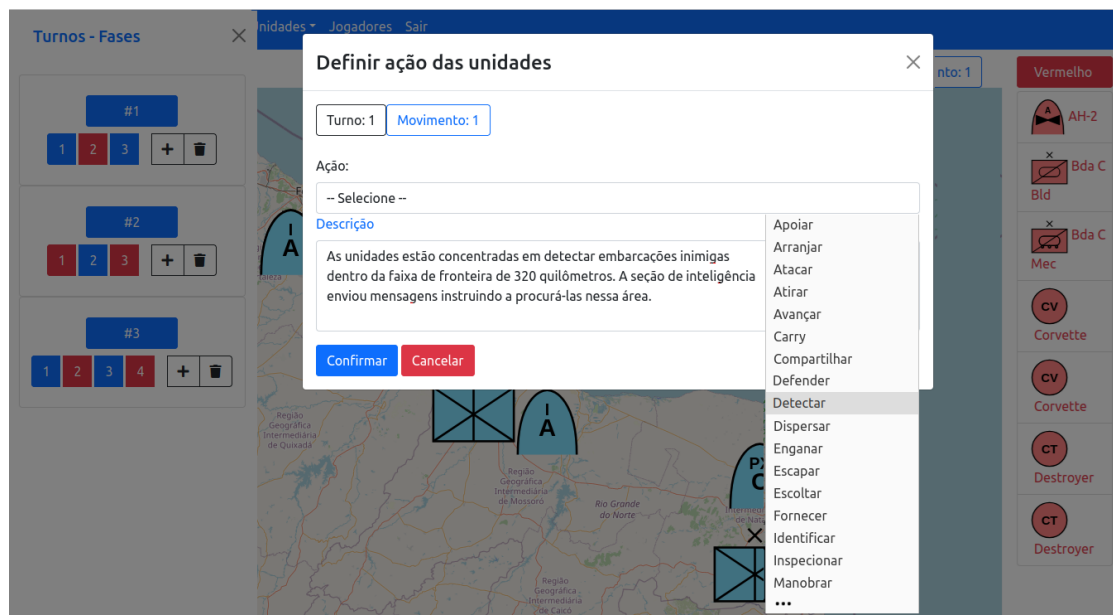 Turnos - Fases
#1
1 2 3
#2
1 2 3
#3
1 2 3 4
Jogadores Sair
Definir ação das unidades
Turno: 1 Movimento: 1
Ação:
-- Selecione --
Descrição
As unidades estão concentradas em detectar embarcações inimigas
dentro da faixa de fronteira de 320 quilômetros. A seção de inteligência
enviou mensagens instruindo a procurá-las nessa área.
Confirmar Cancelar
Apoiar
Arranjar
Atacar
Atirar
Avançar
Carry
Compartilhar
Defender
Detectar
Dispersar
Enganar
Escapar
Escoltar
Fornecer
Identificar
Inspecionar
Manobrar
...
I
A
I
A
Região
Geográfica
Intermediária
de Quixadá
Região
Geográfica
Intermediária
de Mossoró
Rio Grande
do Norte
Região
Geográfica
Intermediária
de Caicó
nto: 1
Vermelho
A AH-2
Bda C
Bld
Bda C
Mec
CV
Corvette
CV
Corvette
CT
Destroyer
CT
Destroyer